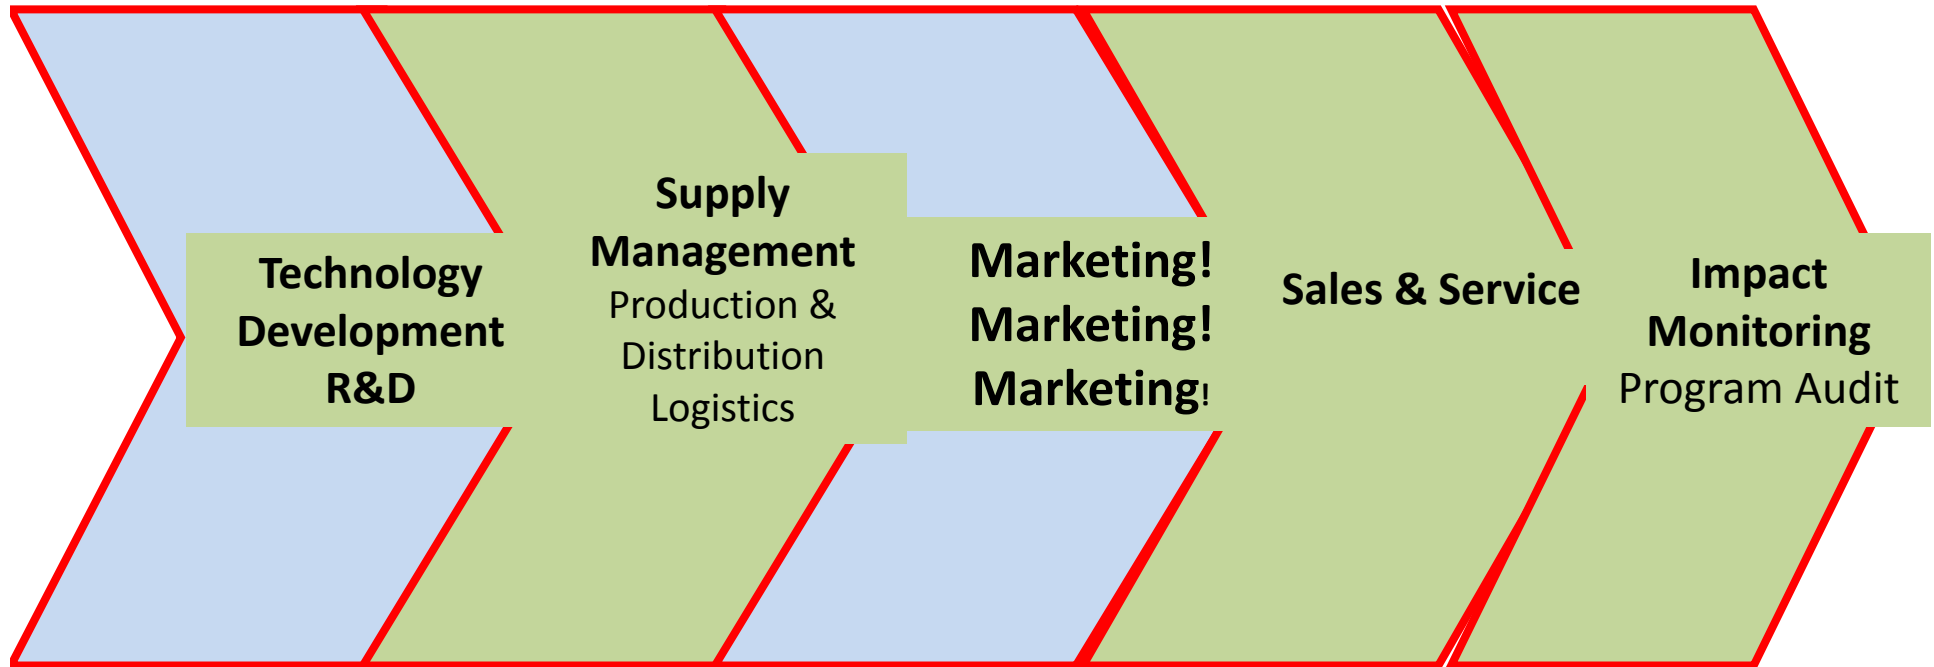 Technology
Development
R&D
Supply
Management
Production &
Distribution
Logistics
Marketing!
Marketing!
Marketing!
Sales & Service
Impact
Monitoring
Program Audit